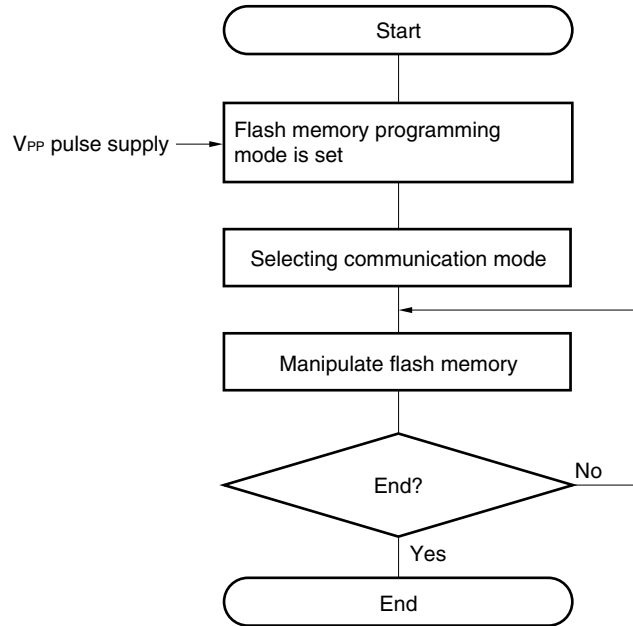 Start
VPP pulse supply
Flash memory programming
mode is set
Selecting communication mode
Manipulate flash memory
End?
No
Yes
End